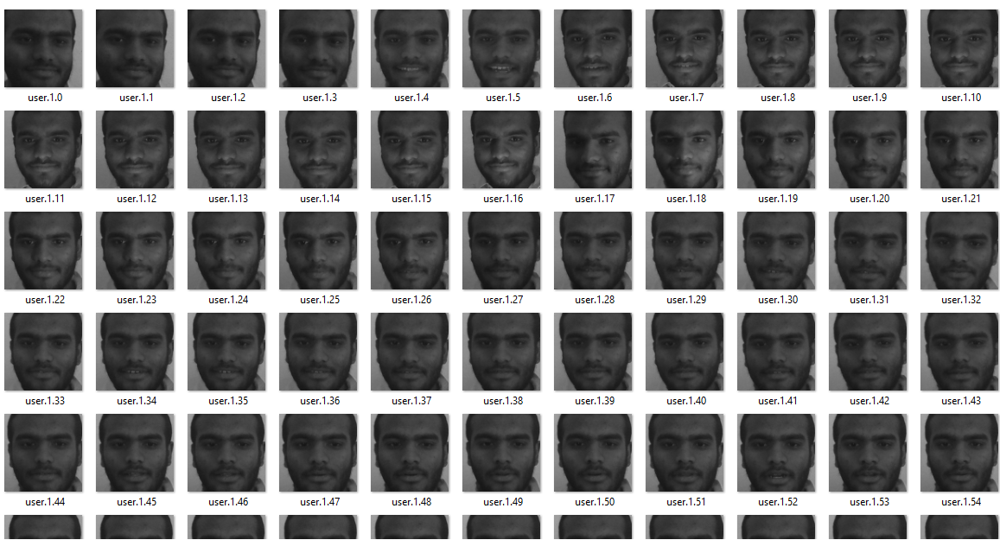 user.1.0 user.1.1 user.1.2 user.1.3 user.1.4 user.1.5 user.1.6 user.1.7 user.1.8 user.1.9 user.1.10
user.1.11 user.1.12 user.1.13 user.1.14 user.1.15 user.1.16 user.1.17 user.1.18 user.1.19 user.1.20 user.1.21
user.1.22 user.1.23 user.1.24 user.1.25 user.1.26 user.1.27 user.1.28 user.1.29 user.1.30 user.1.31 user.1.32
user.1.33 user.1.34 user.1.35 user.1.36 user.1.37 user.1.38 user.1.39 user.1.40 user.1.41 user.1.42 user.1.43
user.1.44 user.1.45 user.1.46 user.1.47 user.1.48 user.1.49 user.1.50 user.1.51 user.1.52 user.1.53 user.1.54